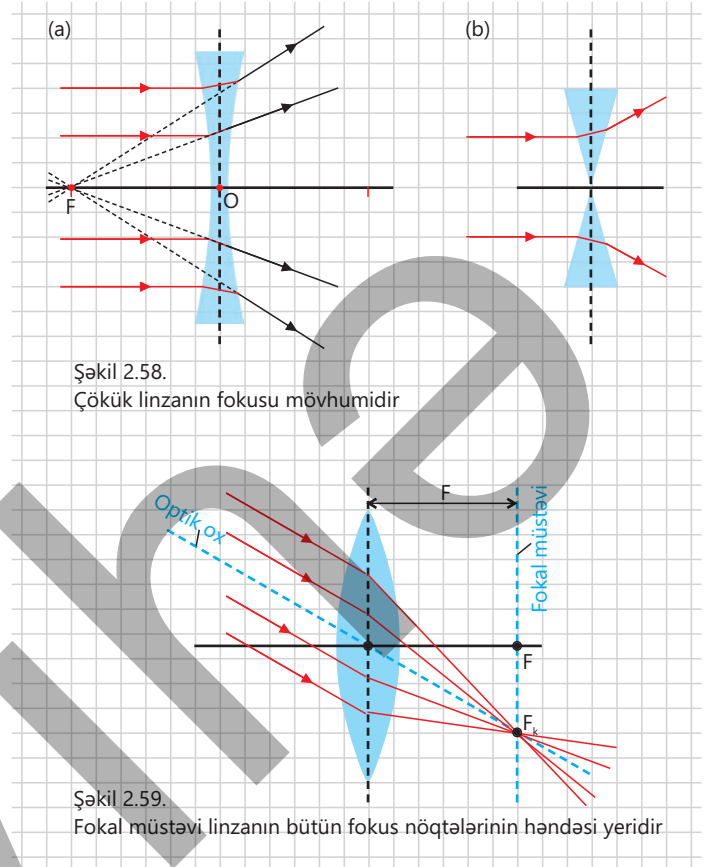 (a)
(b)
F
O
Şəkil 2.58.
Çökük linzanın fokusu mövhumidir
F
Optik ox
Fokal müstəvi
F
Fₖ
Şəkil 2.59.
Fokal müstəvi linzanın bütün fokus nöqtələrinin həndəsi yeridir